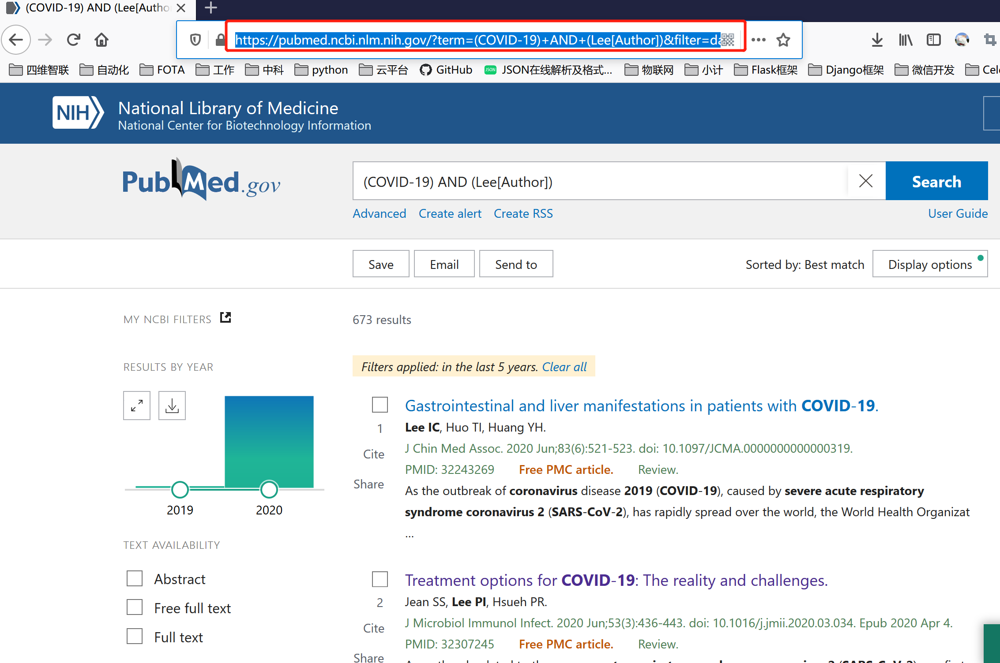 (COVID-19) AND (Lee[Autho
https://pubmed.ncbi.nlm.nih.gov/?term=(COVID-19)+AND+(Lee[Author])&filter=da
四维智联 自动化 FOTA 工作 中科 python 云平台 GitHub JSON JSON在线解析及格式... 物联网 小计 Flask框架 Django框架 微信开发 Cel
NIH National Library of Medicine
National Center for Biotechnology Information
PubMed.gov
(COVID-19) AND (Lee[Author])
Search
Advanced Create alert Create RSS User Guide
Save Email Send to Sorted by: Best match Display options
MY NCBI FILTERS
673 results
RESULTS BY YEAR
Filters applied: in the last 5 years. Clear all
2019 2020
TEXT AVAILABILITY
Abstract
Free full text
Full text
Gastrointestinal and liver manifestations in patients with COVID-19.
1
Lee IC, Huo TI, Huang YH.
Cite
J Chin Med Assoc. 2020 Jun;83(6):521-523. doi: 10.1097/JCMA.0000000000000319.
PMID: 32243269 Free PMC article. Review.
Share
As the outbreak of coronavirus disease 2019 (COVID-19), caused by severe acute respiratory
syndrome coronavirus 2 (SARS-CoV-2), has rapidly spread over the world, the World Health Organizat
...
Treatment options for COVID-19: The reality and challenges.
2
Jean SS, Lee PI, Hsueh PR.
Cite
J Microbiol Immunol Infect. 2020 Jun;53(3):436-443. doi: 10.1016/j.jmii.2020.03.034. Epub 2020 Apr 4.
PMID: 32307245 Free PMC article. Review.
Share